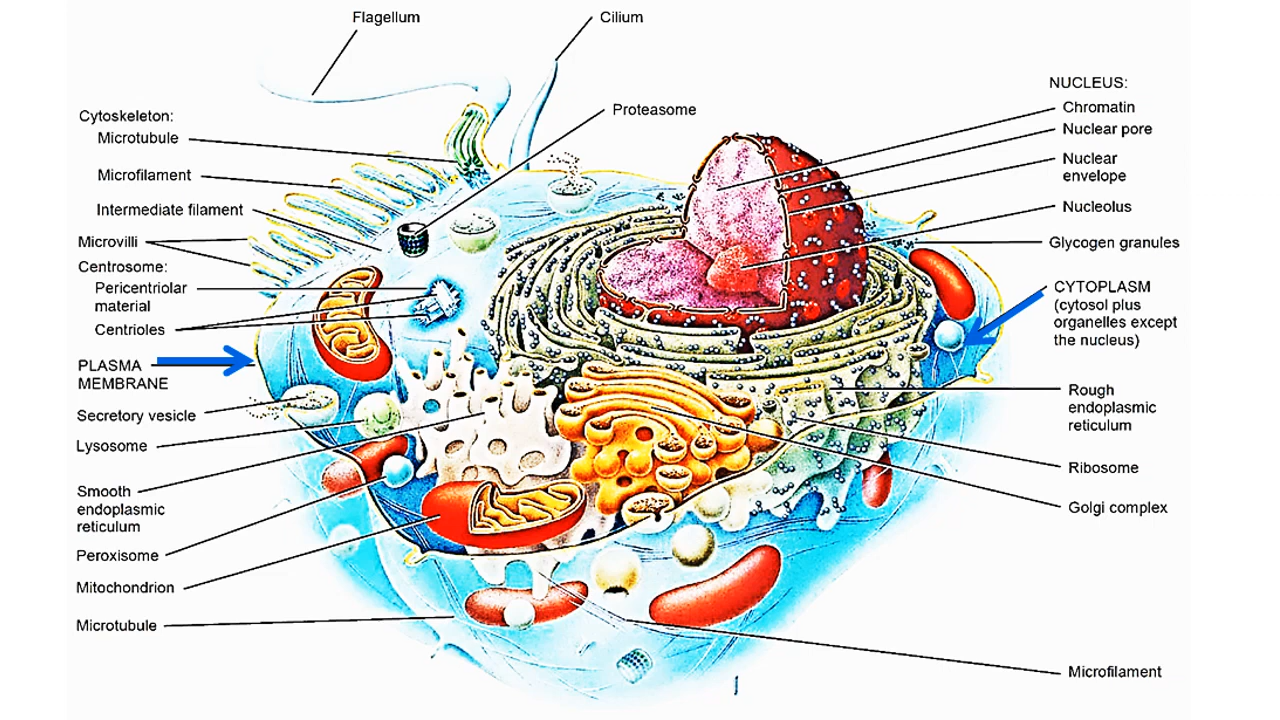 Flagellum
Cilium
Cytoskeleton:
Microtubule
Microfilament
Intermediate filament
Microvilli
Centrosome:
Pericentriolar
material
Centrioles
PLASMA
MEMBRANE
Secretory vesicle
Lysosome
Smooth
endoplasmic
reticulum
Peroxisome
Mitochondrion
Microtubule
Proteasome
NUCLEUS:
Chromatin
Nuclear pore
Nuclear
envelope
Nucleolus
Glycogen granules
CYTOPLASM
(cytosol plus
organelles except
the nucleus)
Rough
endoplasmic
reticulum
Ribosome
Golgi complex
Microfilament